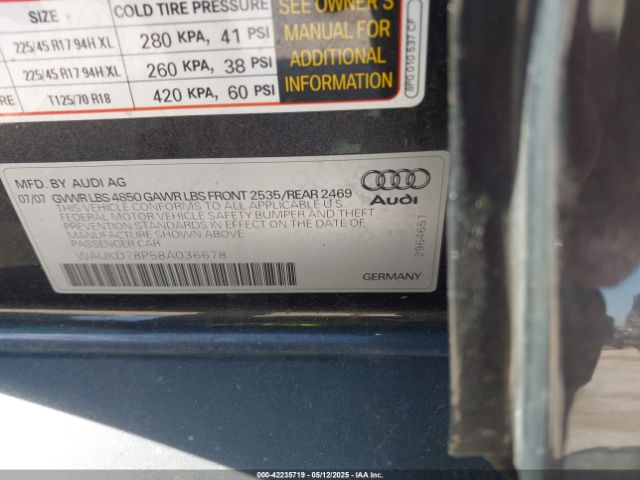 SIZE COLD TIRE PRESSURE SEE OWNER'S
225/45 R17 94H XL 280 KPA, 41 PSI MANUAL FOR
225/45 R17 94H XL 260 KPA, 38 PSI ADDITIONAL
RE T125/70 R18 420 KPA, 60 PSI INFORMATION
8P0 010 537 CF
MFD. BY AUDI AG
07/07 GVWR LBS 4850 GAWR LBS FRONT 2535/REAR 2469
THIS VEHICLE CONFORMS TO ALL APPLICABLE U.S.
FEDERAL MOTOR VEHICLE SAFETY BUMPER AND THEFT
PREVENTION STANDARDS IN EFFECT ON THE DATE OF
MANUFACTURE SHOWN ABOVE
PASSENGER CAR
WAUKD78P58A036678
Audi
2964651
GERMANY
000-42235719 - 05/12/2025 - IAAI.COM